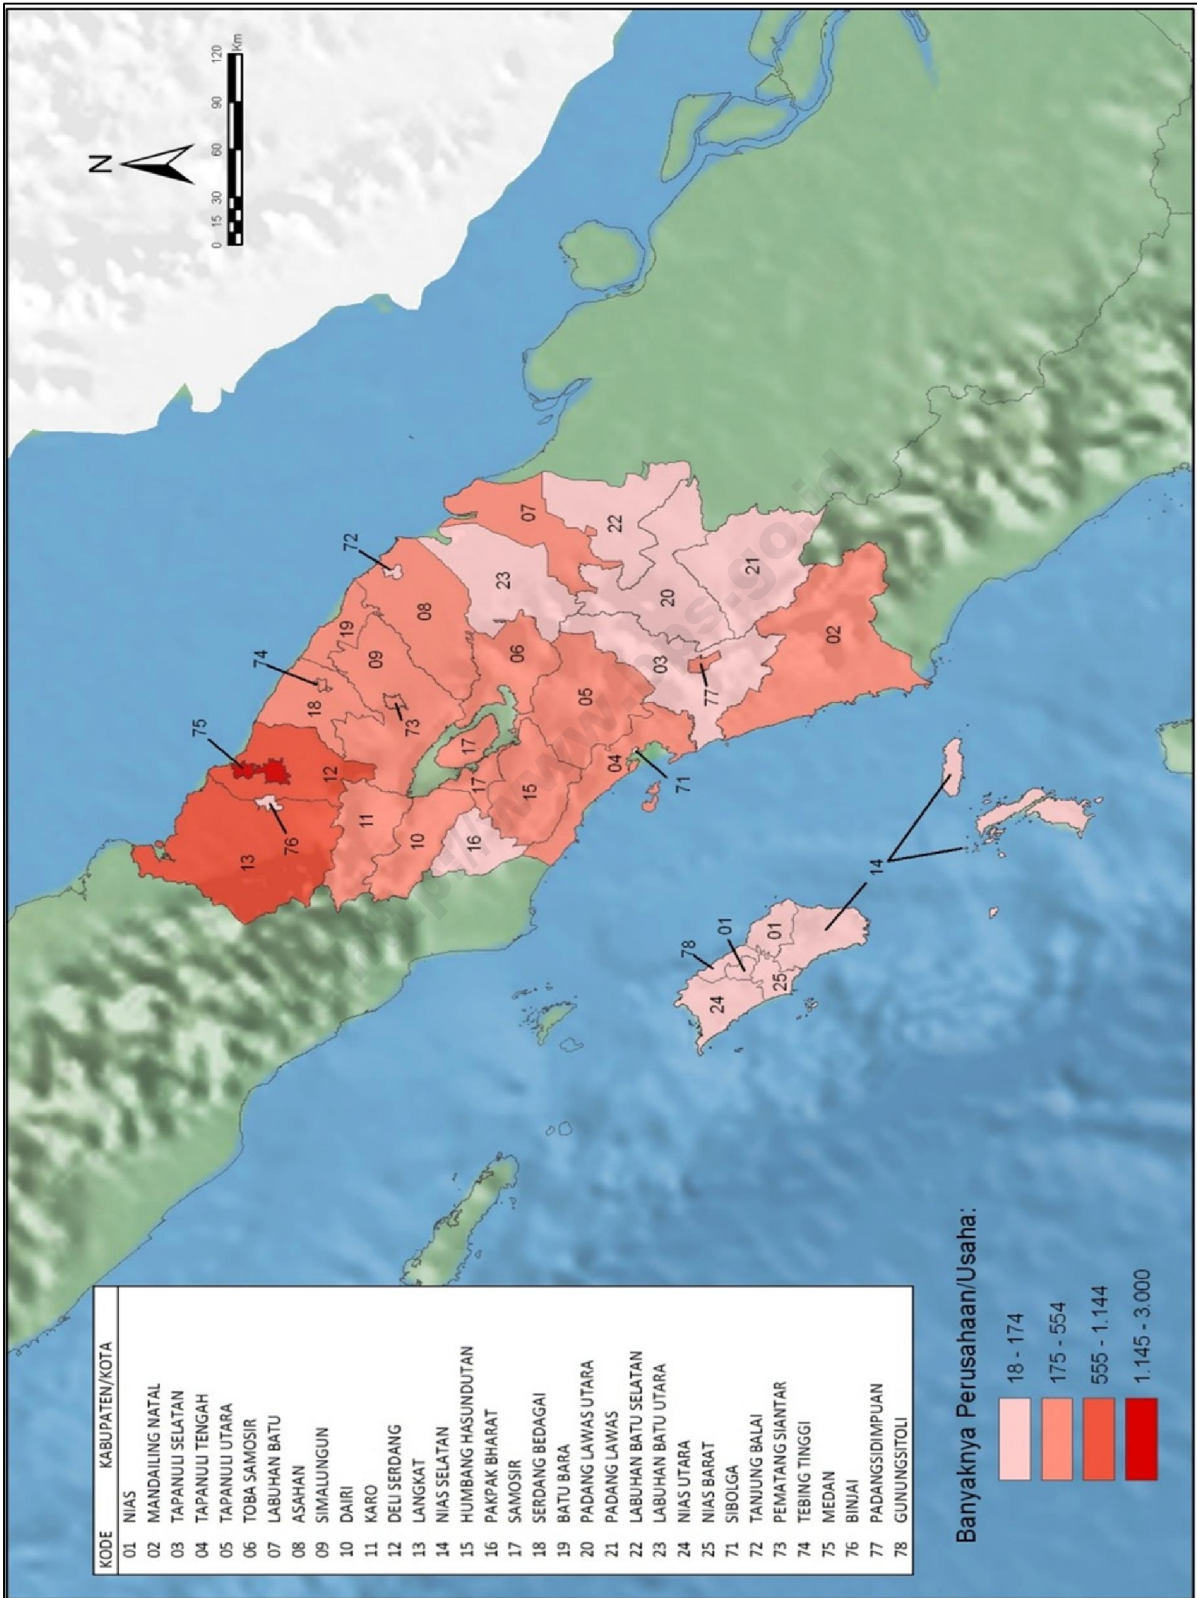 N
0 15 30 60 90 120
Km
75
74
72
13
76
12
18
73
09
19
08
11
10
16
17
17
15
06
23
07
05
04
71
03
77
22
20
21
02
24
78
01
01
25
14
KODE KABUPATEN/KOTA
01 NIAS
02 MANDAILING NATAL
03 TAPANULI SELATAN
04 TAPANULI TENGAH
05 TAPANULI UTARA
06 TOBA SAMOSIR
07 LABUHAN BATU
08 ASAHAN
09 SIMALUNGUN
10 DAIRI
11 KARO
12 DELI SERDANG
13 LANGKAT
14 NIAS SELATAN
15 HUMBANG HASUNDUTAN
16 PAKPAK BHARAT
17 SAMOSIR
18 SERDANG BEDAGAI
19 BATU BARA
20 PADANG LAWAS UTARA
21 PADANG LAWAS
22 LABUHAN BATU SELATAN
23 LABUHAN BATU UTARA
24 NIAS UTARA
25 NIAS BARAT
71 SIBOLGA
72 TANJUNG BALAI
73 PEMATANG SIANTAR
74 TEBING TINGGI
75 MEDAN
76 BINJAI
77 PADANGSIDIMPUAN
78 GUNUNGSITOLI
Banyaknya Perusahaan/Usaha:
18 - 174
175 - 554
555 - 1.144
1.145 - 3.000